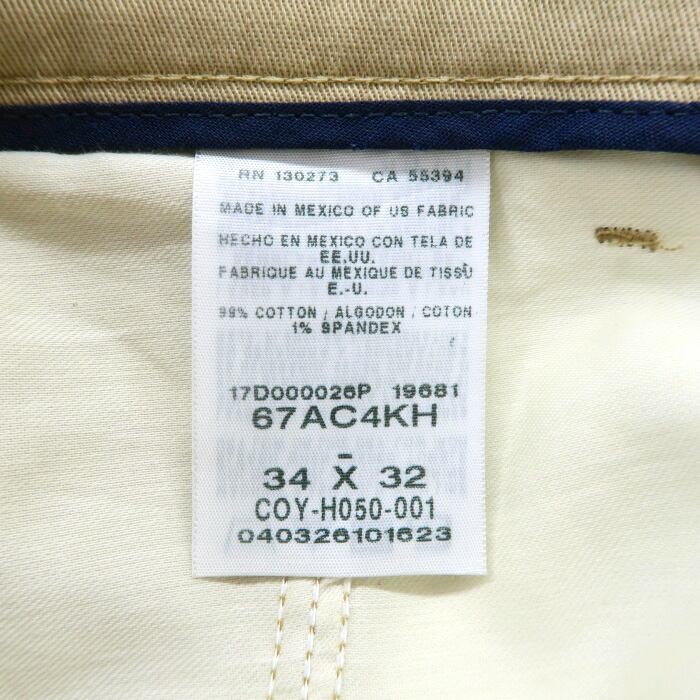 RN 130273 CA 55394
MADE IN MEXICO OF US FABRIC
HECHO EN MEXICO CON TELA DE
EE.UU.
FABRIQUE AU MEXIQUE DE TISSU
E.-U.
99% COTTON / ALGODON / COTON
1% SPANDEX
17D000026P 19681
67AC4KH
-
34 X 32
COY-H050-001
040326101623